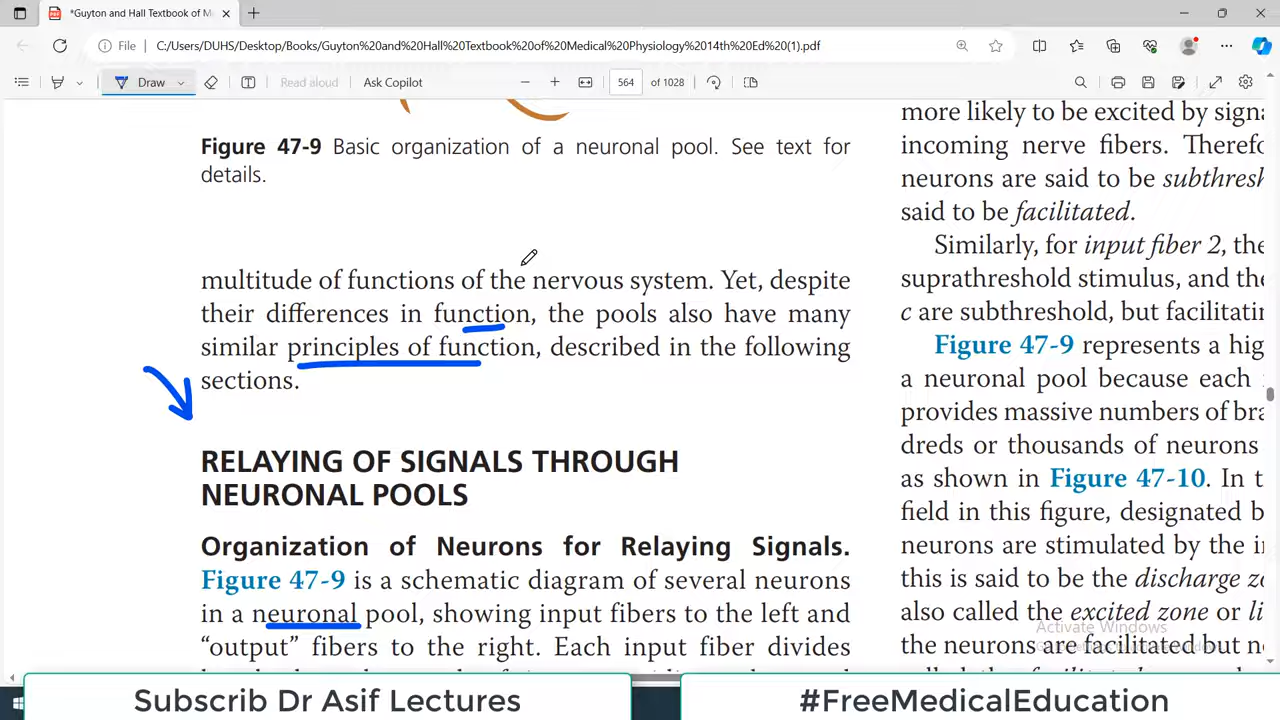 *Guyton and Hall Textbook of M
File
C:/Users/DUHS/Desktop/Books/Guyton%20and%20Hall%20Textbook%20of%20Medical%20Physiology%2014th%20Ed%20(1).pdf
Draw
Read aloud
Ask Copilot
564
of 1028
Figure 47-9 Basic organization of a neuronal pool. See text for
details.
multitude of functions of the nervous system. Yet, despite
their differences in function, the pools also have many
similar principles of function, described in the following
sections.
RELAYING OF SIGNALS THROUGH
NEURONAL POOLS
Organization of Neurons for Relaying Signals.
Figure 47-9 is a schematic diagram of several neurons
in a neuronal pool, showing input fibers to the left and
“output” fibers to the right. Each input fiber divides
more likely to be excited by signa
incoming nerve fibers. Therefo
neurons are said to be subthresh
said to be facilitated.
Similarly, for input fiber 2, the
suprathreshold stimulus, and the
c are subthreshold, but facilitatin
Figure 47-9 represents a hig
a neuronal pool because each
provides massive numbers of bra
dreds or thousands of neurons
as shown in Figure 47-10. In t
field in this figure, designated b
neurons are stimulated by the in
this is said to be the discharge zo
also called the excited zone or li
the neurons are facilitated but no
Activate Windows
Subscrib Dr Asif Lectures
#FreeMedicalEducation